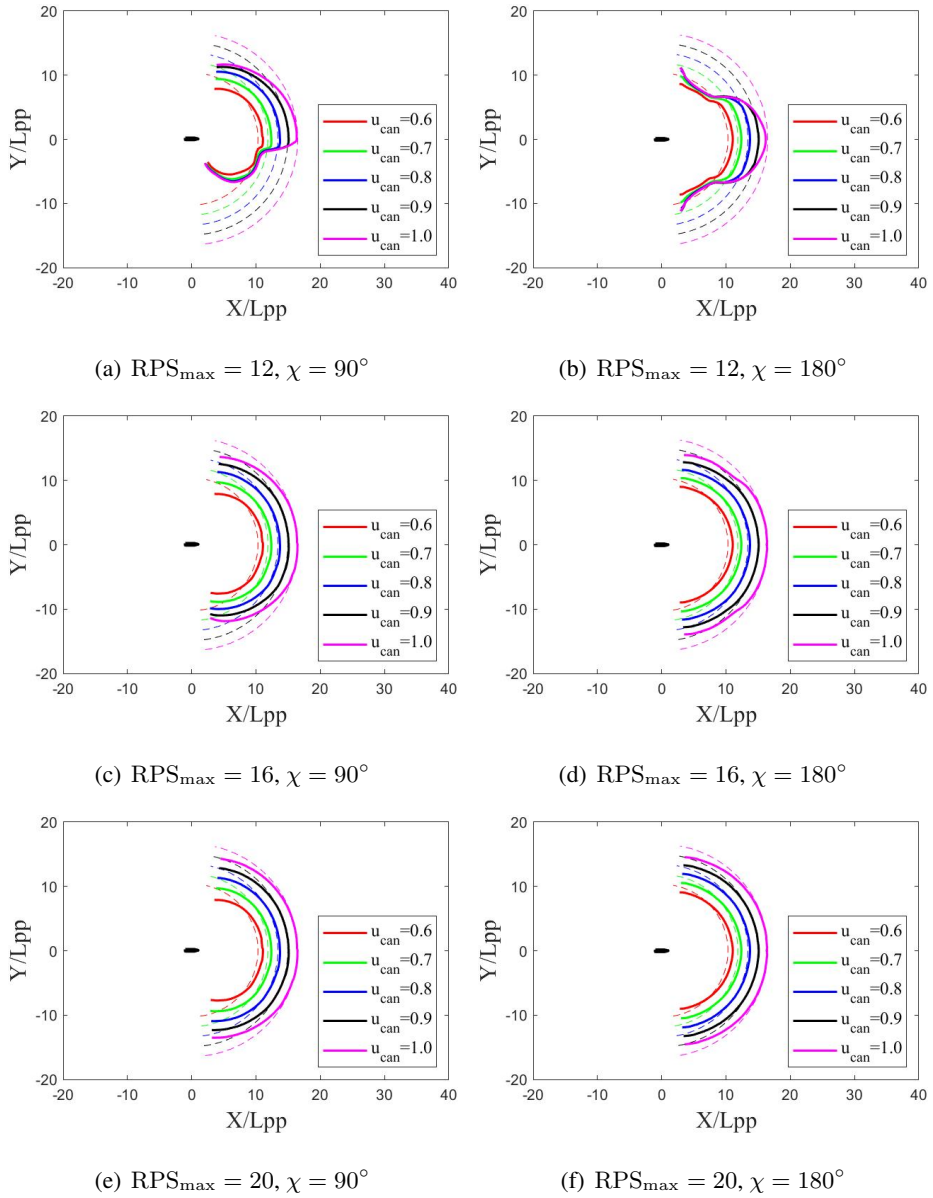 20
10
0
-10
-20
-20 -10 0 10 20 30 40
Y/Lpp
X/Lpp
u_can=0.6
u_can=0.7
u_can=0.8
u_can=0.9
u_can=1.0
(a) RPS_max = 12, χ = 90°
20
10
0
-10
-20
-20 -10 0 10 20 30 40
Y/Lpp
X/Lpp
u_can=0.6
u_can=0.7
u_can=0.8
u_can=0.9
u_can=1.0
(b) RPS_max = 12, χ = 180°
20
10
0
-10
-20
-20 -10 0 10 20 30 40
Y/Lpp
X/Lpp
u_can=0.6
u_can=0.7
u_can=0.8
u_can=0.9
u_can=1.0
(c) RPS_max = 16, χ = 90°
20
10
0
-10
-20
-20 -10 0 10 20 30 40
Y/Lpp
X/Lpp
u_can=0.6
u_can=0.7
u_can=0.8
u_can=0.9
u_can=1.0
(d) RPS_max = 16, χ = 180°
20
10
0
-10
-20
-20 -10 0 10 20 30 40
Y/Lpp
X/Lpp
u_can=0.6
u_can=0.7
u_can=0.8
u_can=0.9
u_can=1.0
(e) RPS_max = 20, χ = 90°
20
10
0
-10
-20
-20 -10 0 10 20 30 40
Y/Lpp
X/Lpp
u_can=0.6
u_can=0.7
u_can=0.8
u_can=0.9
u_can=1.0
(f) RPS_max = 20, χ = 180°